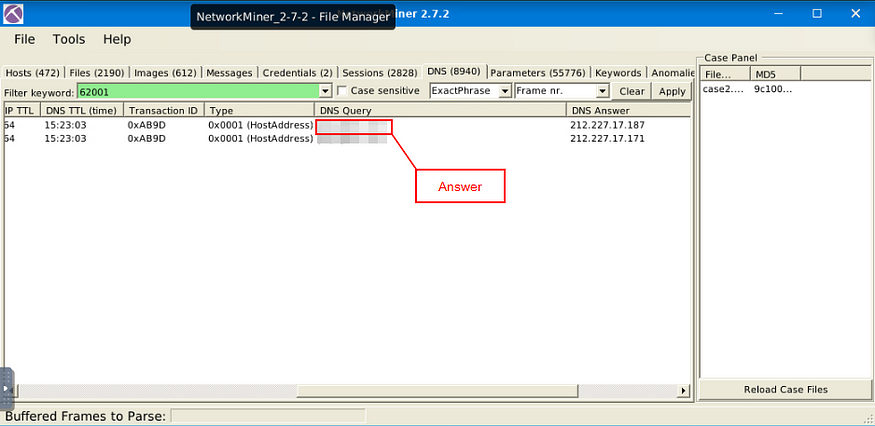 NetworkMiner_2-7-2 - File Manager
2.7.2
File Tools Help
Hosts (472) Files (2190) Images (612) Messages Credentials (2) Sessions (2828) DNS (8940) Parameters (55776) Keywords Anomalie
Filter keyword: 62001 Case sensitive ExactPhrase Frame nr. Clear Apply
IP TTL DNS TTL (time) Transaction ID Type DNS Query DNS Answer
64 15:23:03 0xAB9D 0x0001 (HostAddress) 212.227.17.187
64 15:23:03 0xAB9D 0x0001 (HostAddress) 212.227.17.171
Answer
Case Panel
File... MD5
case2.... 9c100...
Reload Case Files
Buffered Frames to Parse: